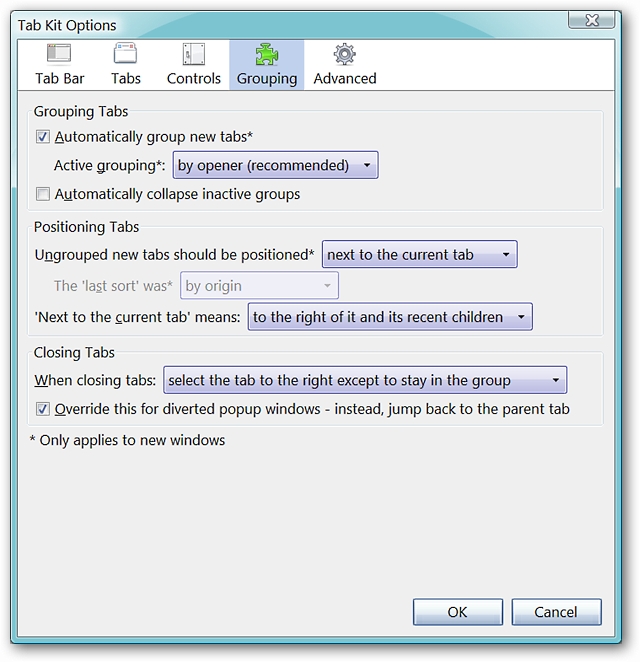 Tab Kit Options
Tab Bar Tabs Controls Grouping Advanced
Grouping Tabs
Automatically group new tabs*
Active grouping*: by opener (recommended)
Automatically collapse inactive groups
Positioning Tabs
Ungrouped new tabs should be positioned* next to the current tab
The 'last sort' was* by origin
'Next to the current tab' means: to the right of it and its recent children
Closing Tabs
When closing tabs: select the tab to the right except to stay in the group
Override this for diverted popup windows - instead, jump back to the parent tab
* Only applies to new windows
OK Cancel